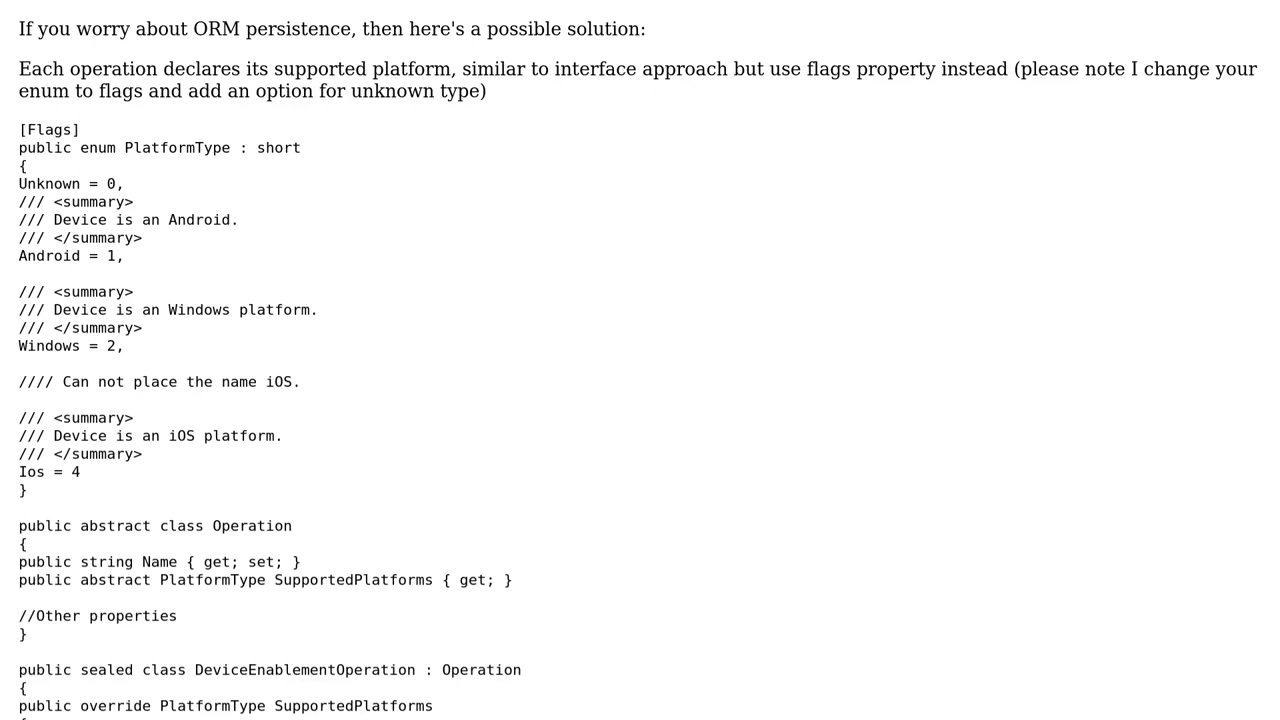 If you worry about ORM persistence, then here's a possible solution:
Each operation declares its supported platform, similar to interface approach but use flags property instead (please note I change your
enum to flags and add an option for unknown type)
[Flags]
public enum PlatformType : short
{
Unknown = 0,
/// <summary>
/// Device is an Android.
/// </summary>
Android = 1,
/// <summary>
/// Device is an Windows platform.
/// </summary>
Windows = 2,
//// Can not place the name iOS.
/// <summary>
/// Device is an iOS platform.
/// </summary>
Ios = 4
}
public abstract class Operation
{
public string Name { get; set; }
public abstract PlatformType SupportedPlatforms { get; }
//Other properties
}
public sealed class DeviceEnablementOperation : Operation
{
public override PlatformType SupportedPlatforms
{